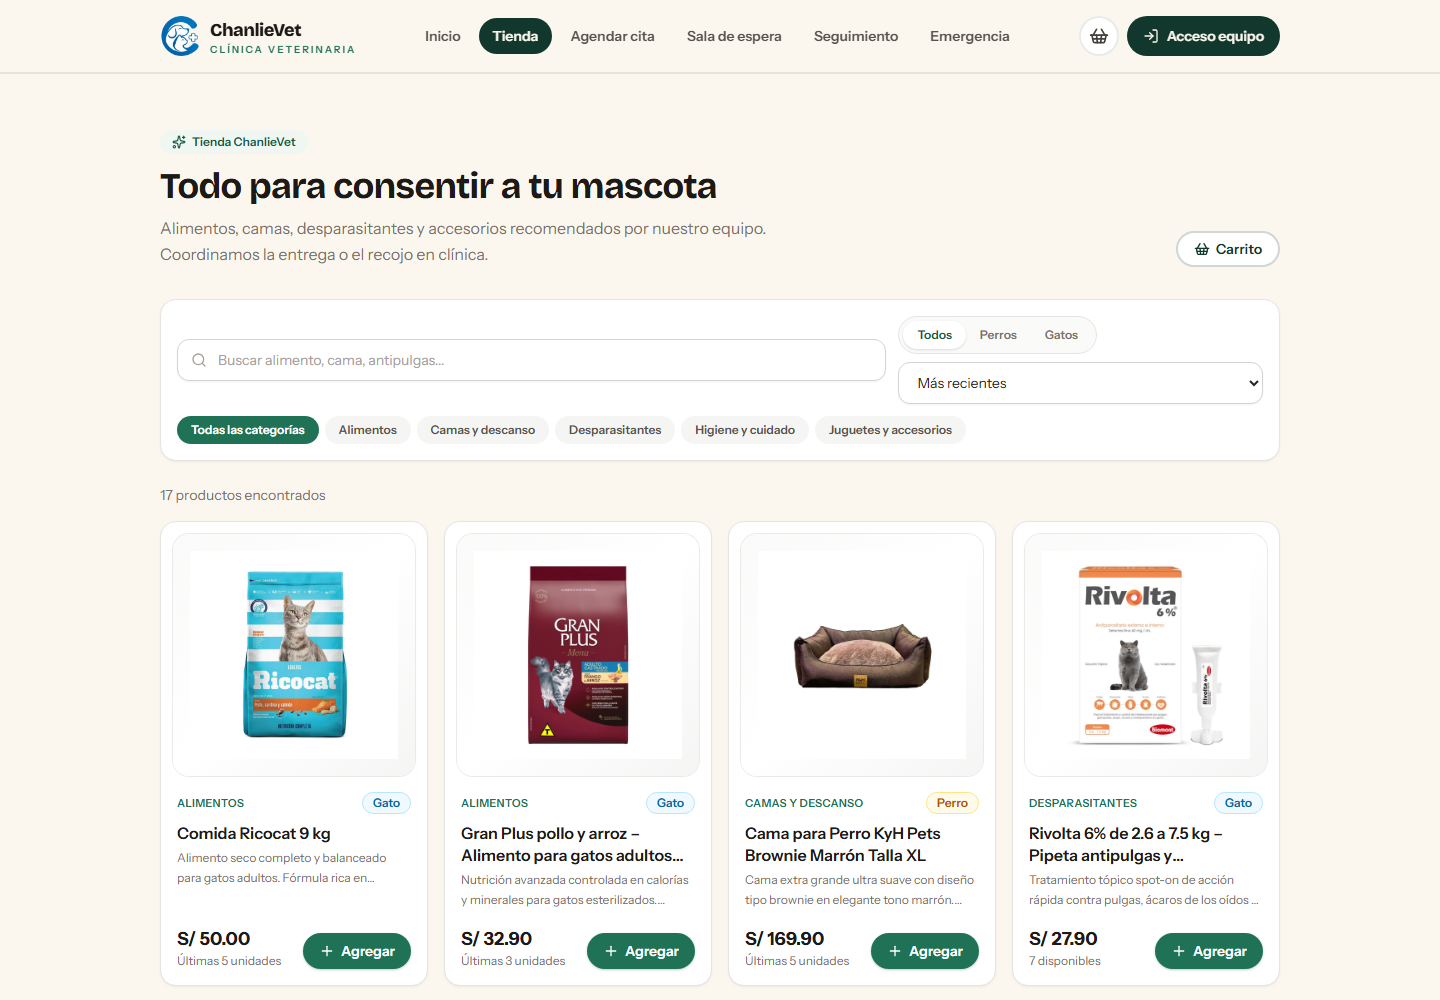 ChanlieVet
CLÍNICA VETERINARIA
Inicio
Tienda
Agendar cita
Sala de espera
Seguimiento
Emergencia
Acceso equipo
Tienda ChanlieVet
Todo para consentir a tu mascota
Alimentos, camas, desparasitantes y accesorios recomendados por nuestro equipo.
Coordinamos la entrega o el recojo en clínica.
Carrito
Buscar alimento, cama, antipulgas...
Todos
Perros
Gatos
Más recientes
Todas las categorías
Alimentos
Camas y descanso
Desparasitantes
Higiene y cuidado
Juguetes y accesorios
17 productos encontrados
Ricocat
ALIMENTOS
Gato
Comida Ricocat 9 kg
Alimento seco completo y balanceado
para gatos adultos. Fórmula rica en...
S/ 50.00
Últimas 5 unidades
Agregar
GRAN
PLUS
Menu
ALIMENTOS
Gato
Gran Plus pollo y arroz –
Alimento para gatos adultos...
Nutrición avanzada controlada en calorías
y minerales para gatos esterilizados....
S/ 32.90
Últimas 3 unidades
Agregar
CAMAS Y DESCANSO
Perro
Cama para Perro KyH Pets
Brownie Marrón Talla XL
Cama extra grande ultra suave con diseño
tipo brownie en elegante tono marrón....
S/ 169.90
Últimas 5 unidades
Agregar
Rivolta
6%
Rivolta 6%
Biomont
DESPARASITANTES
Gato
Rivolta 6% de 2.6 a 7.5 kg –
Pipeta antipulgas y...
Tratamiento tópico spot-on de acción
rápida contra pulgas, ácaros de los oídos ...
S/ 27.90
7 disponibles
Agregar